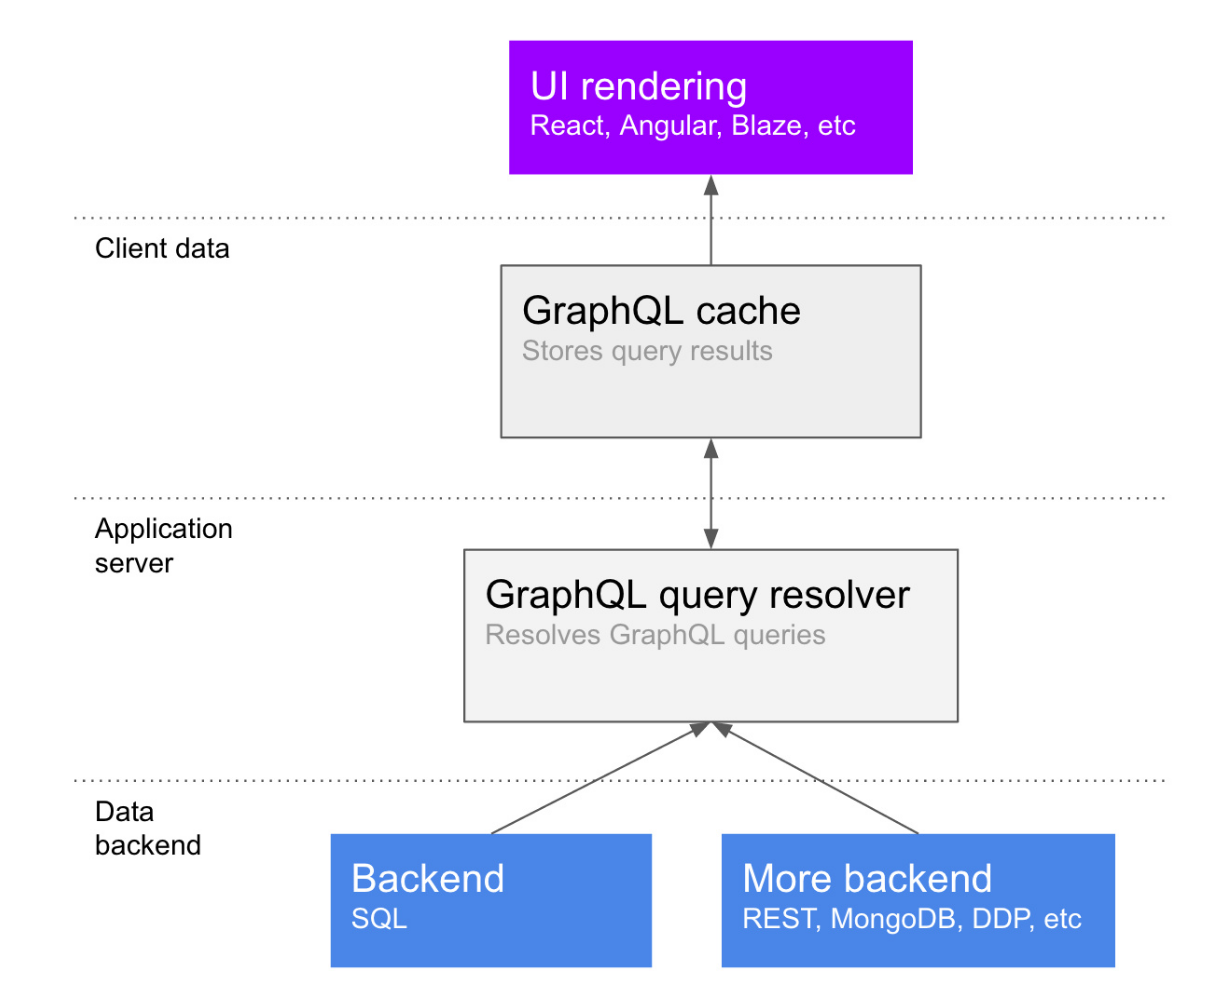 UI rendering
React, Angular, Blaze, etc
Client data
GraphQL cache
Stores query results
Application
server
GraphQL query resolver
Resolves GraphQL queries
Data
backend
Backend
SQL
More backend
REST, MongoDB, DDP, etc